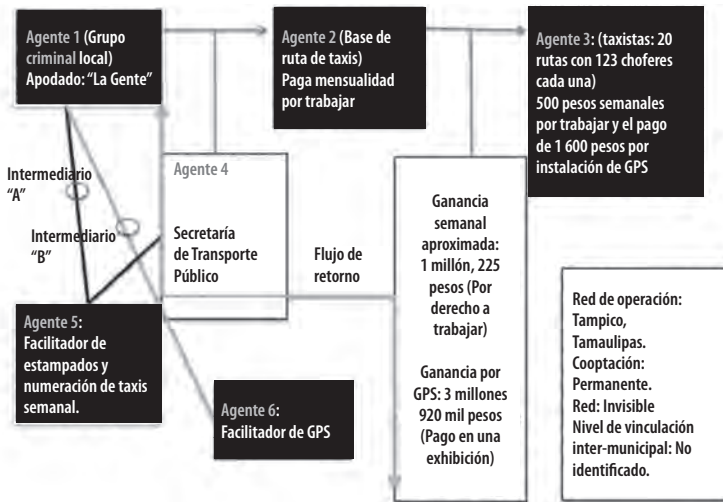 Agente 1 (Grupo
criminal local)
Apodado: “La Gente”
Agente 2 (Base de
ruta de taxis)
Paga mensualidad
por trabajar
Agente 3: (taxistas: 20
rutas con 123 choferes
cada una)
500 pesos semanales
por trabajar y el pago
de 1 600 pesos por
instalación de GPS
Intermediario
“A”
Intermediario
“B”
Agente 4
Secretaría
de Transporte
Público
Flujo de
retorno
Ganancia
semanal
aproximada:
1 millón, 225
pesos (Por
derecho a
trabajar)
Ganancia por
GPS: 3 millones
920 mil pesos
(Pago en una
exhibición)
Agente 5:
Facilitador de
estampados y
numeración de taxis
semanal.
Agente 6:
Facilitador de GPS
Red de operación:
Tampico,
Tamaulipas.
Cooptación:
Permanente.
Red: Invisible
Nivel de vinculación
inter-municipal: No
identificado.